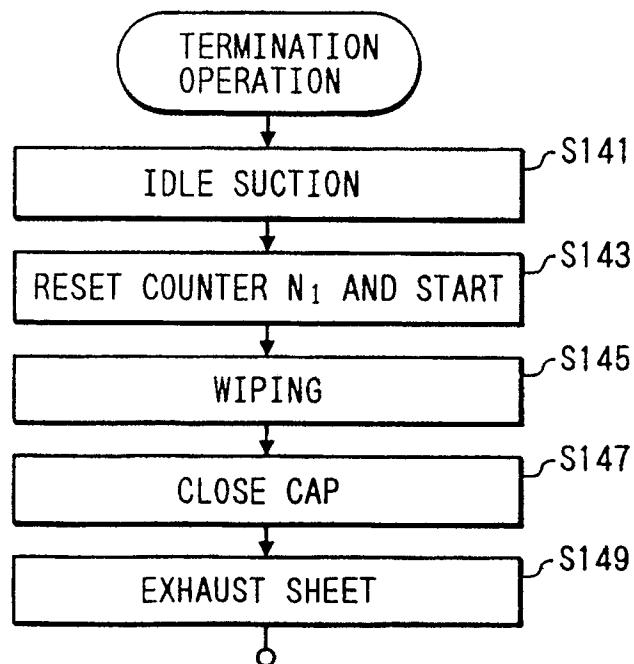 TERMINATION
OPERATION
S141
IDLE SUCTION
S143
RESET COUNTER N₁ AND START
S145
WIPING
S147
CLOSE CAP
S149
EXHAUST SHEET